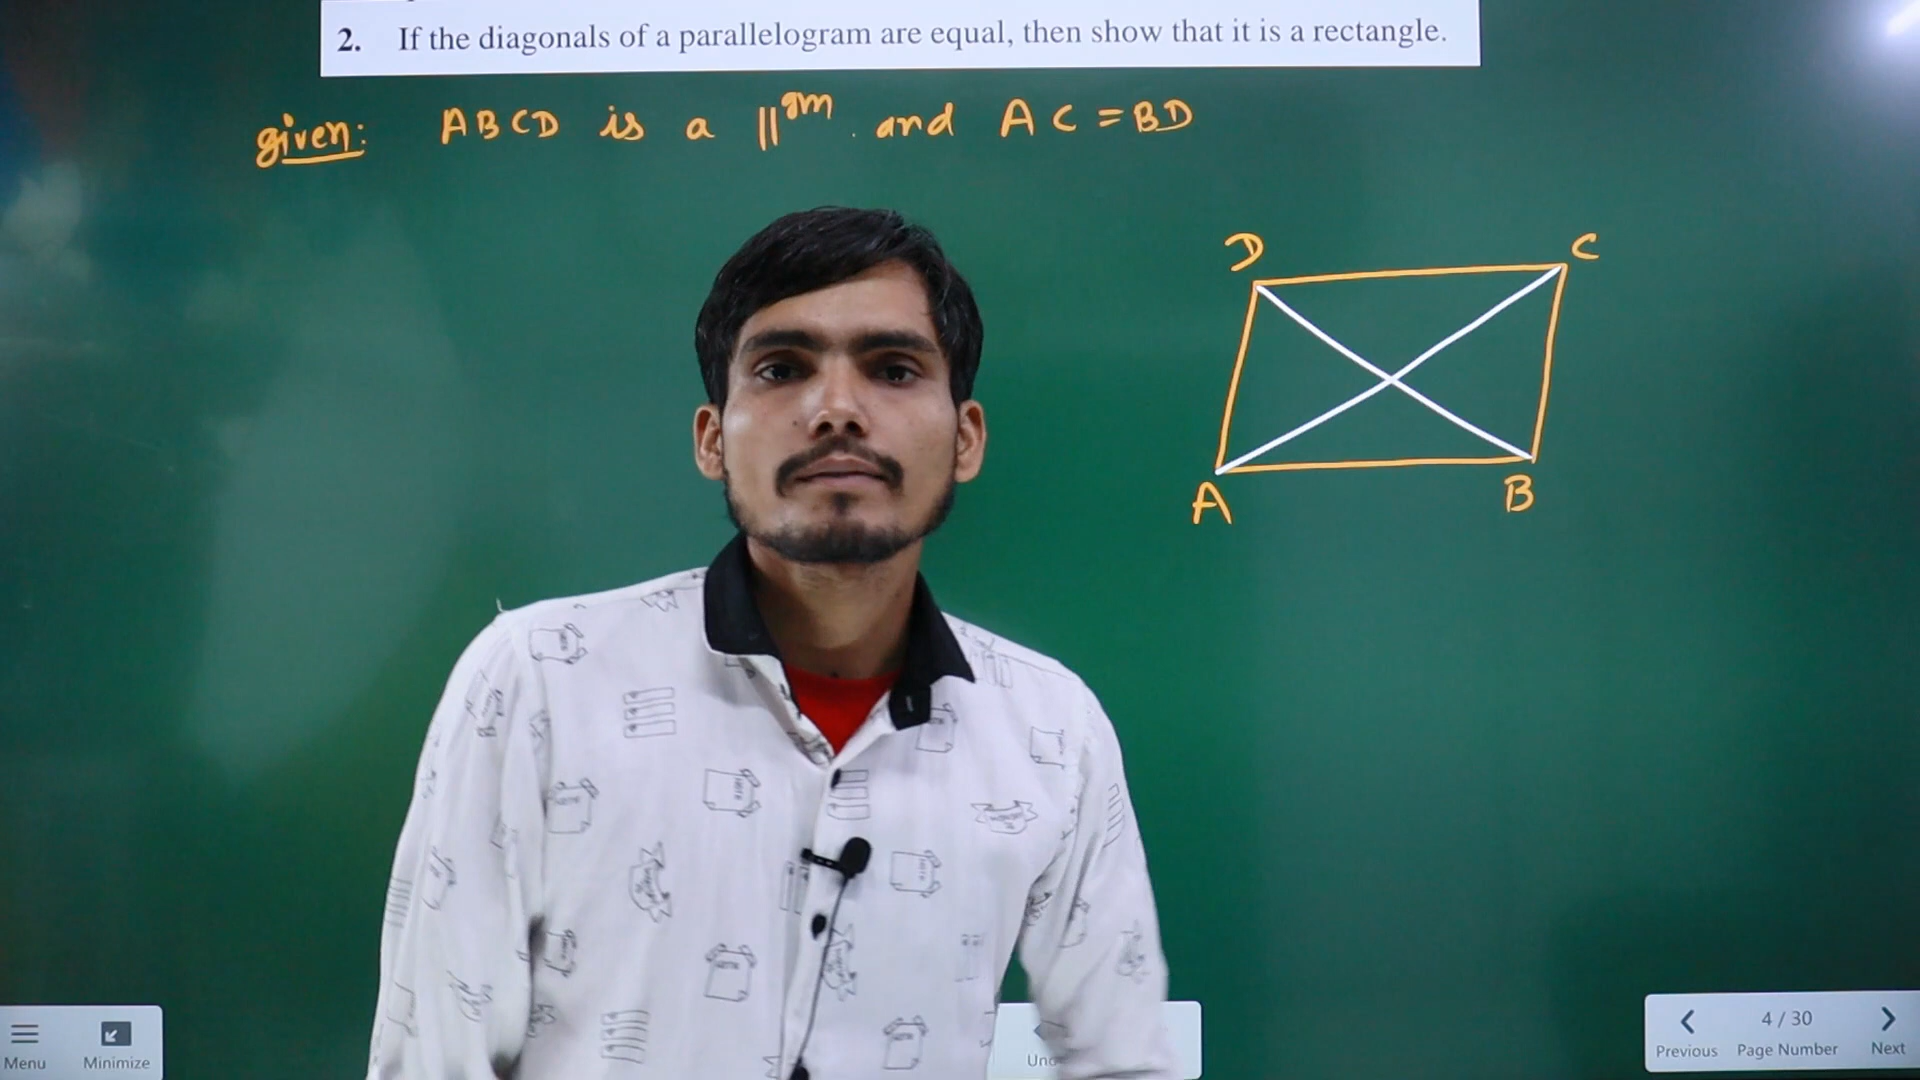 2. If the diagonals of a parallelogram are equal, then show that it is a rectangle.
given: ABCD is a ||gm. and AC = BD
D C
A B
Menu Minimize
Previous 4 / 30 Page Number Next